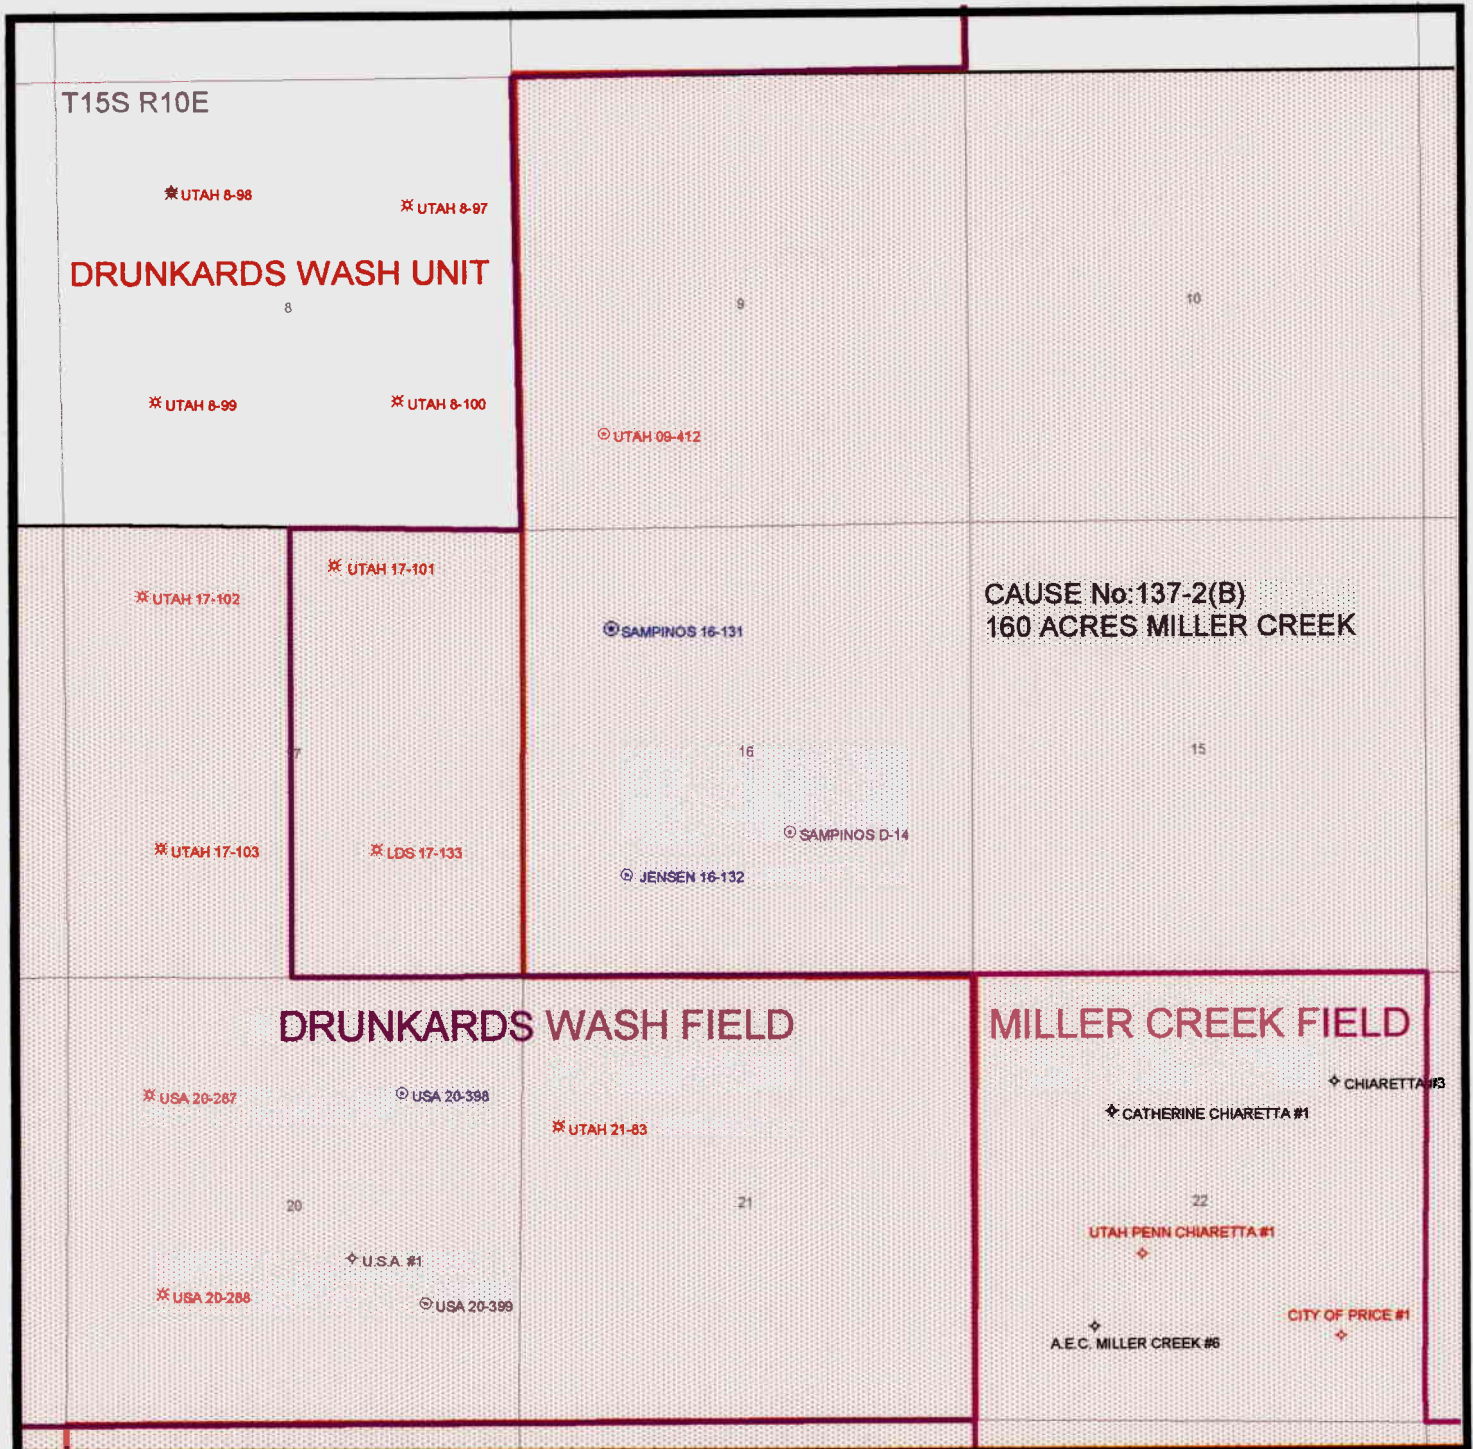 T15S R10E
UTAH 8-98
UTAH 8-97
DRUNKARDS WASH UNIT
8
9
10
UTAH 8-99
UTAH 8-100
UTAH 09-412
UTAH 17-101
UTAH 17-102
CAUSE No:137-2(B)
160 ACRES MILLER CREEK
SAMPINOS 16-131
7
16
15
SAMPINOS D-14
UTAH 17-103
LDS 17-133
JENSEN 16-132
DRUNKARDS WASH FIELD
MILLER CREEK FIELD
USA 20-287
USA 20-398
UTAH 21-83
CHIARETTA #3
CATHERINE CHIARETTA #1
20
21
22
UTAH PENN CHIARETTA #1
U.S.A. #1
USA 20-288
USA 20-399
CITY OF PRICE #1
A.E.C. MILLER CREEK #6